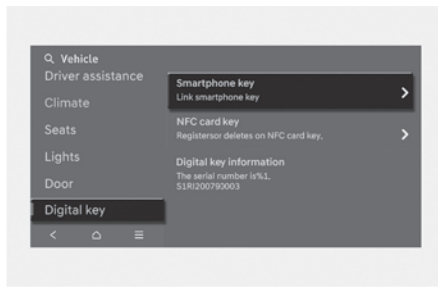 Vehicle
Driver assistance
Climate
Seats
Lights
Door
Digital key
Smartphone key
Link smartphone key
NFC card key
Registersor deletes on NFC card key,
Digital key information
The serial number is%1.
S1RI200790003